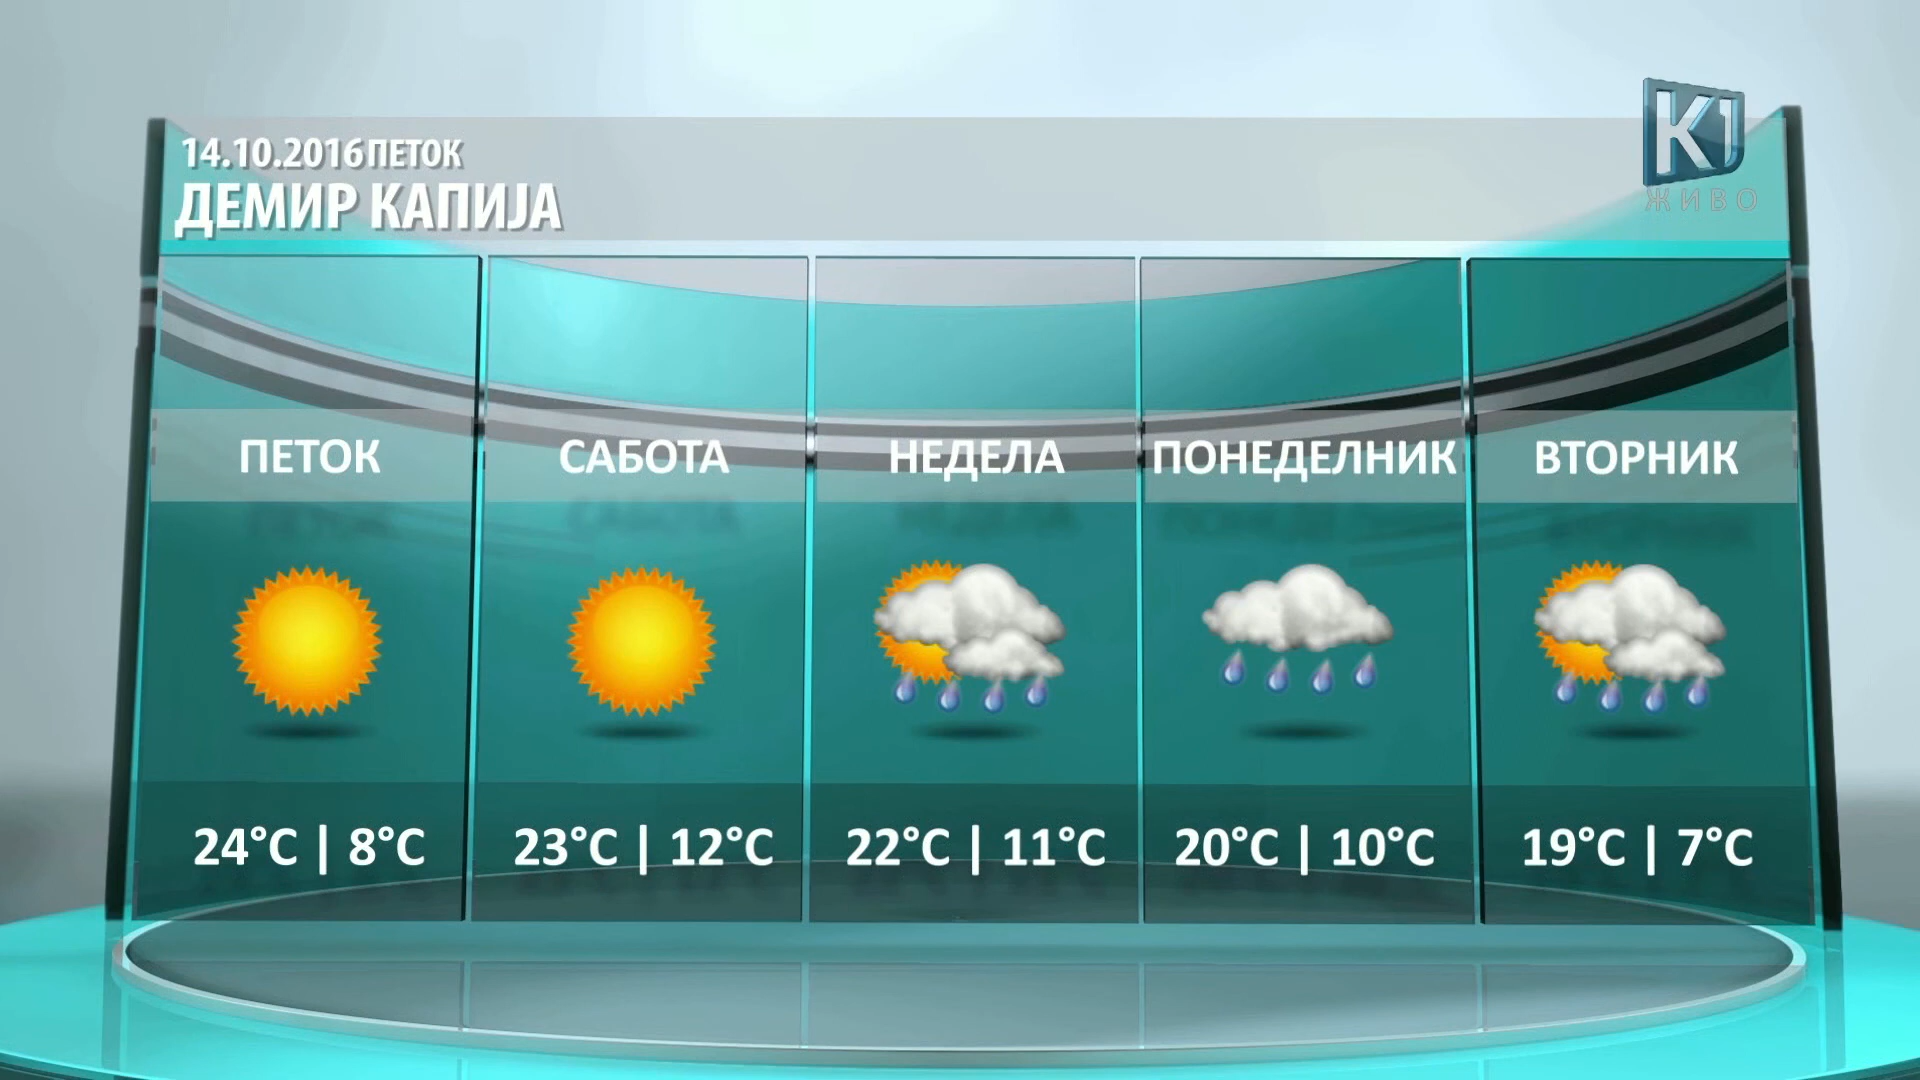 14.10.2016 ПЕТОК
ДЕМИР КАПИЈА
K1
ЖИВО
ПЕТОК САБОТА НЕДЕЛА ПОНЕДЕЛНИК ВТОРНИК
24°C | 8°C 23°C | 12°C 22°C | 11°C 20°C | 10°C 19°C | 7°C